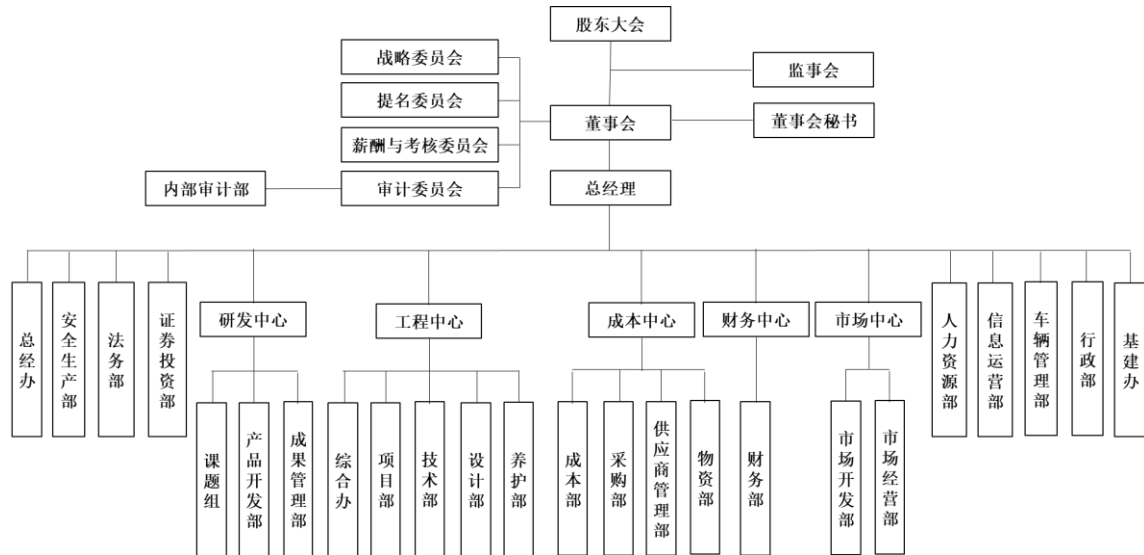 股东大会
战略委员会
监事会
提名委员会
董事会
董事会秘书
薪酬与考核委员会
内部审计部
审计委员会
总经理
总经办
安全生产部
法务部
证券投资部
研发中心
工程中心
成本中心
财务中心
市场中心
人力资源部
信息运营部
车辆管理部
行政部
基建办
课题组
产品开发部
成果管理部
综合办
项目部
技术部
设计部
养护部
成本部
采购部
供应商管理部
物资部
财务部
市场开发部
市场经营部